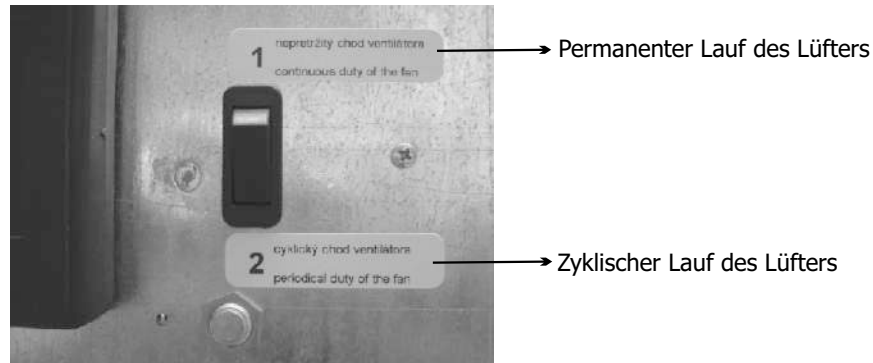 1
nepretržitý chod ventilátora
continuous duty of the fan
Permanenter Lauf des Lüfters
2
cyklický chod ventilátora
periodical duty of the fan
Zyklischer Lauf des Lüfters